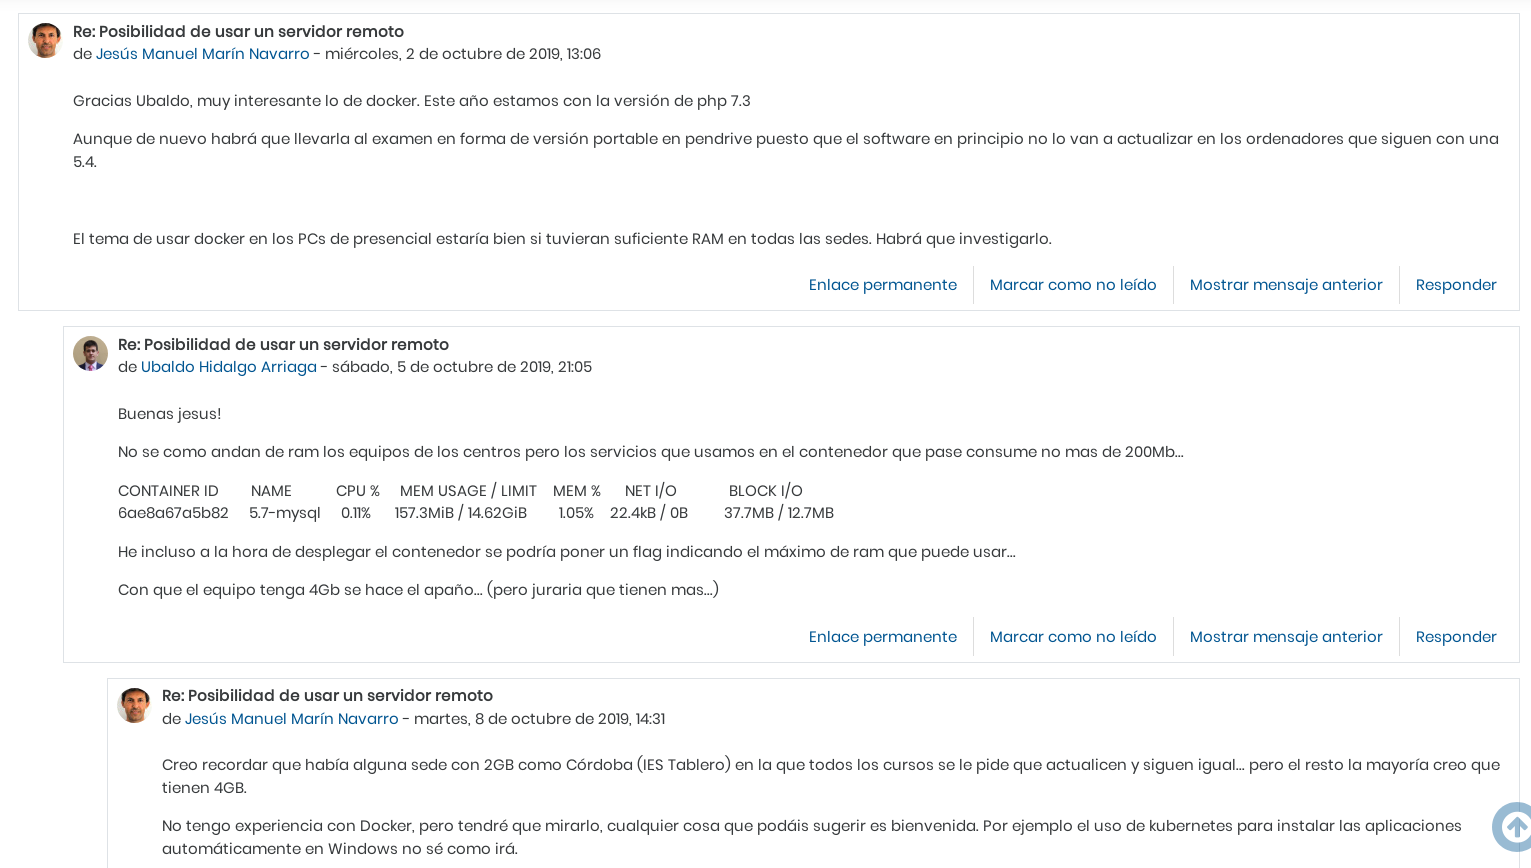 Re: Posibilidad de usar un servidor remoto
de Jesús Manuel Marín Navarro - miércoles, 2 de octubre de 2019, 13:06
Gracias Ubaldo, muy interesante lo de docker. Este año estamos con la versión de php 7.3
Aunque de nuevo habrá que llevarla al examen en forma de versión portable en pendrive puesto que el software en principio no lo van a actualizar en los ordenadores que siguen con una
5.4.
El tema de usar docker en los PCs de presencial estaría bien si tuvieran suficiente RAM en todas las sedes. Habrá que investigarlo.
Enlace permanente Marcar como no leído Mostrar mensaje anterior Responder
Re: Posibilidad de usar un servidor remoto
de Ubaldo Hidalgo Arriaga - sábado, 5 de octubre de 2019, 21:05
Buenas jesus!
No se como andan de ram los equipos de los centros pero los servicios que usamos en el contenedor que pase consume no mas de 200Mb...
CONTAINER ID NAME CPU % MEM USAGE / LIMIT MEM % NET I/O BLOCK I/O
6ae8a67a5b82 5.7-mysql 0.11% 157.3MiB / 14.62GiB 1.05% 22.4kB / 0B 37.7MB / 12.7MB
He incluso a la hora de desplegar el contenedor se podría poner un flag indicando el máximo de ram que puede usar...
Con que el equipo tenga 4Gb se hace el apaño... (pero juraria que tienen mas...)
Enlace permanente Marcar como no leído Mostrar mensaje anterior Responder
Re: Posibilidad de usar un servidor remoto
de Jesús Manuel Marín Navarro - martes, 8 de octubre de 2019, 14:31
Creo recordar que había alguna sede con 2GB como Córdoba (IES Tablero) en la que todos los cursos se le pide que actualicen y siguen igual... pero el resto la mayoría creo que
tienen 4GB.
No tengo experiencia con Docker, pero tendré que mirarlo, cualquier cosa que podáis sugerir es bienvenida. Por ejemplo el uso de kubernetes para instalar las aplicaciones
automáticamente en Windows no sé como irá.